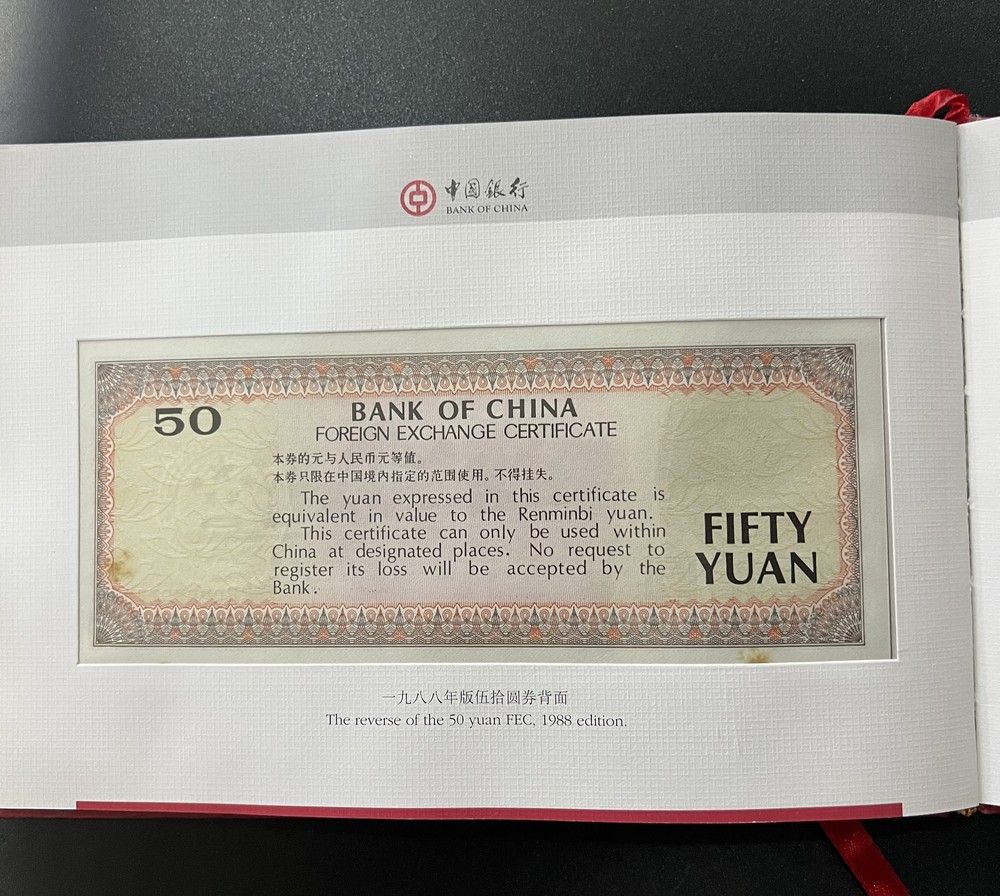 中国銀行
BANK OF CHINA
50
BANK OF CHINA
FOREIGN EXCHANGE CERTIFICATE
本券的元与人民币元等值。
本券只限在中国境内指定的范围使用。不得挂失。
The yuan expressed in this certificate is
equivalent in value to the Renminbi yuan.
This certificate can only be used within
China at designated places. No request to
register its loss will be accepted by the
Bank.
FIFTY
YUAN
一九八八年版伍拾圆券背面
The reverse of the 50 yuan FEC, 1988 edition.